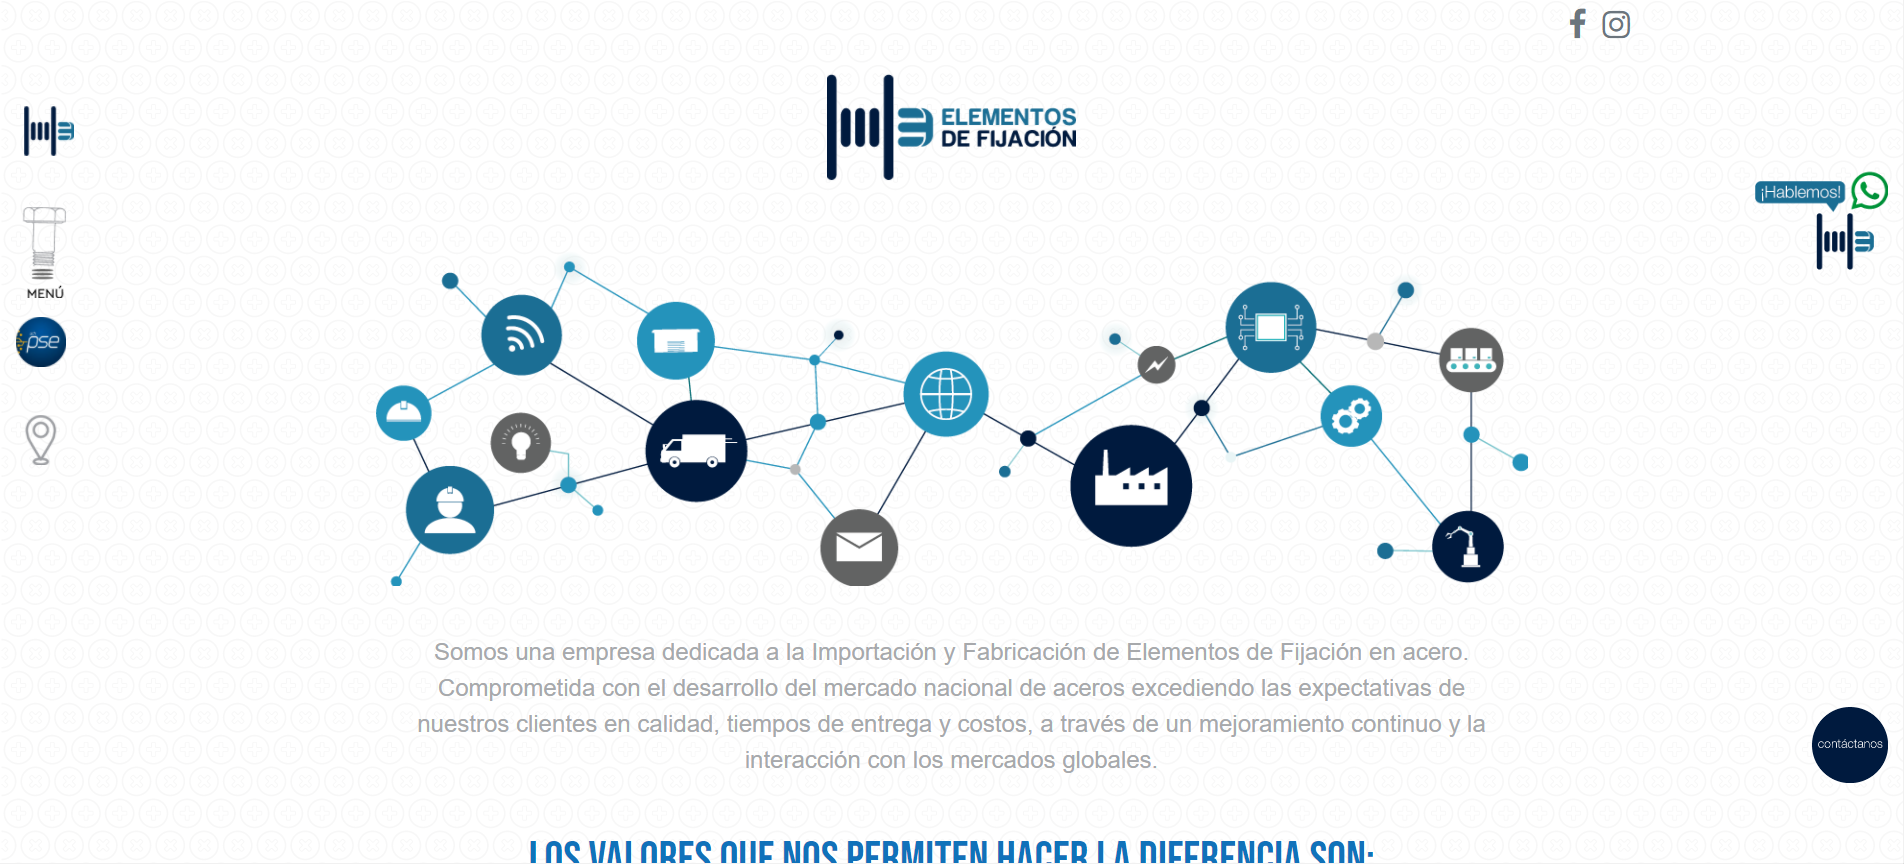 ELEMENTOS
DE FIJACIÓN
¡Hablemos!
MENÚ
pse
Somos una empresa dedicada a la Importación y Fabricación de Elementos de Fijación en acero.
Comprometida con el desarrollo del mercado nacional de aceros excediendo las expectativas de
nuestros clientes en calidad, tiempos de entrega y costos, a través de un mejoramiento continuo y la
interacción con los mercados globales.
contáctanos
LOS VALORES QUE NOS PERMITEN HACER LA DIFERENCIA SON: